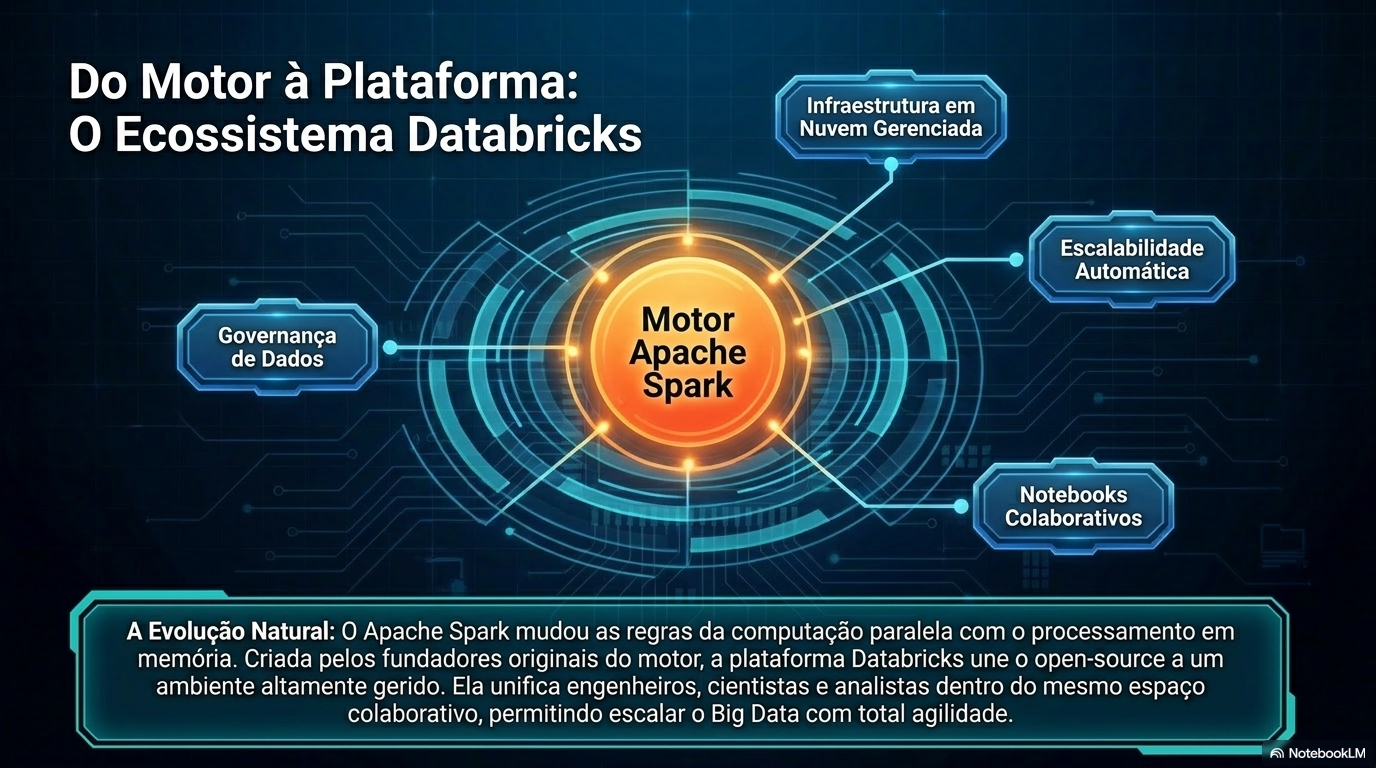 Do Motor à Plataforma:
O Ecossistema Databricks
Infraestrutura em
Nuvem Gerenciada
Escalabilidade
Automática
Governança
de Dados
Motor
Apache
Spark
Notebooks
Colaborativos
A Evolução Natural: O Apache Spark mudou as regras da computação paralela com o processamento em
memória. Criada pelos fundadores originais do motor, a plataforma Databricks une o open-source a um
ambiente altamente gerido. Ela unifica engenheiros, cientistas e analistas dentro do mesmo espaço
colaborativo, permitindo escalar o Big Data com total agilidade.
NotebookLM